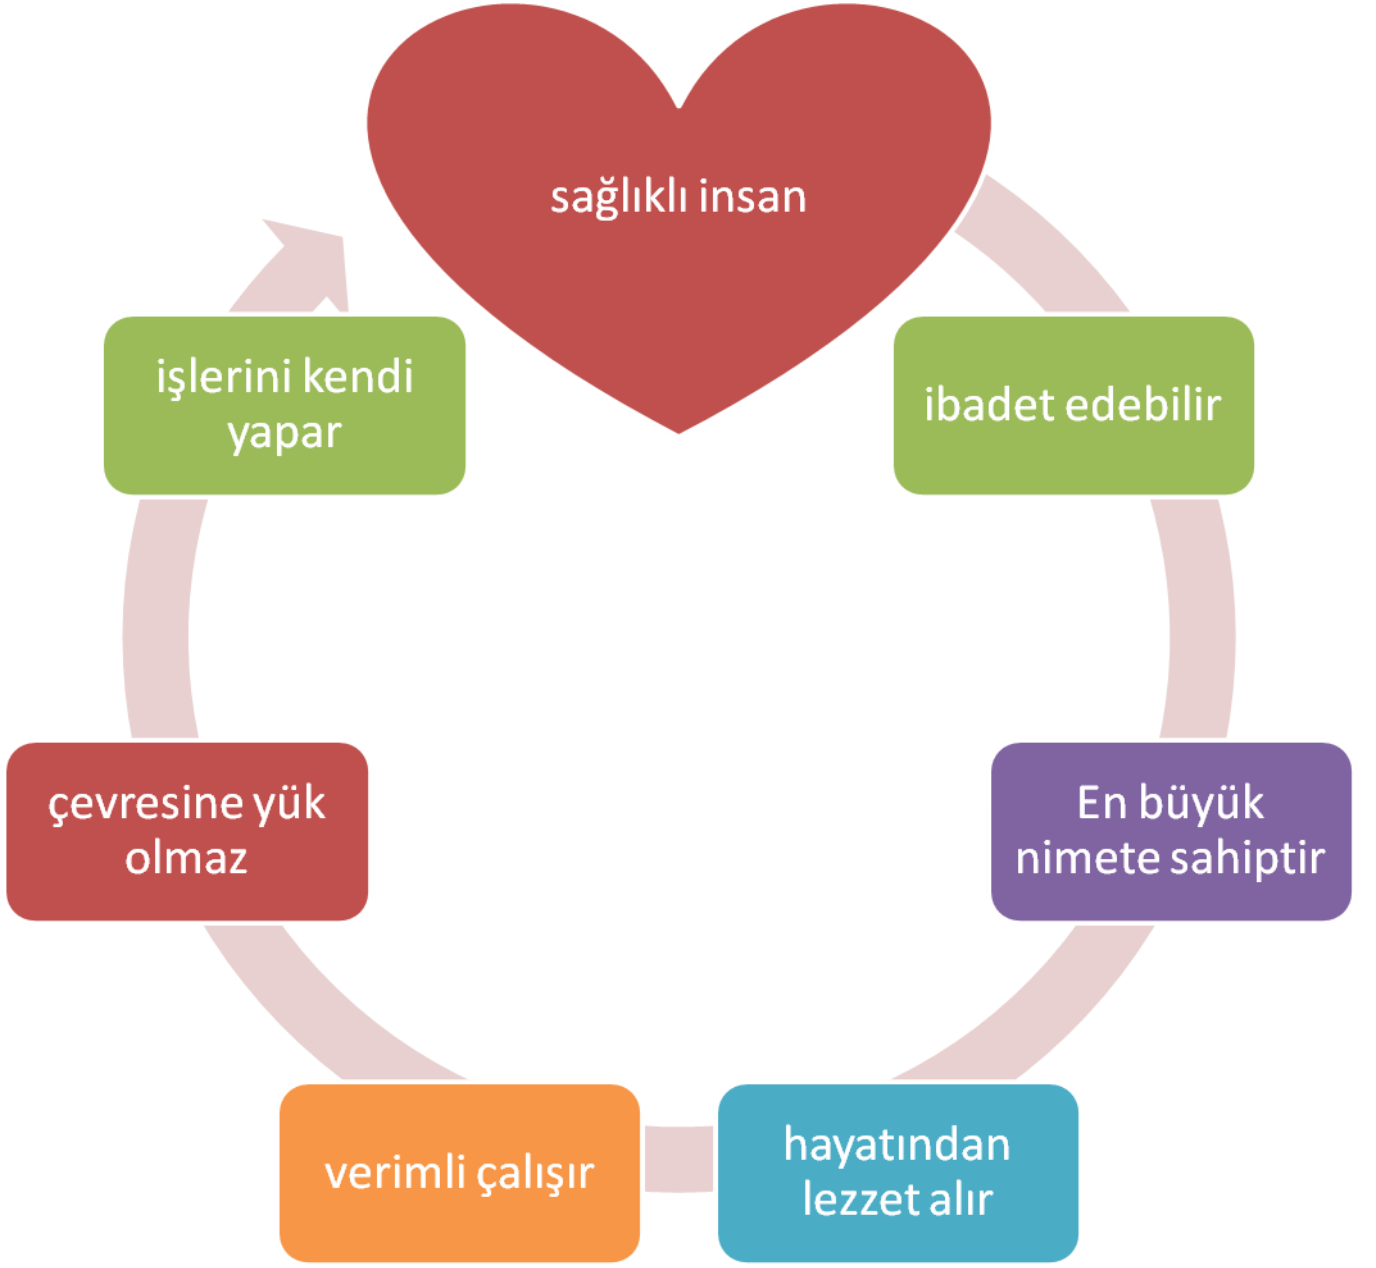 sağlıklı insan
ibadet edebilir
En büyük
nimete sahiptir
hayatından
lezzet alır
verimli çalışır
çevresine yük
olmaz
işlerini kendi
yapar